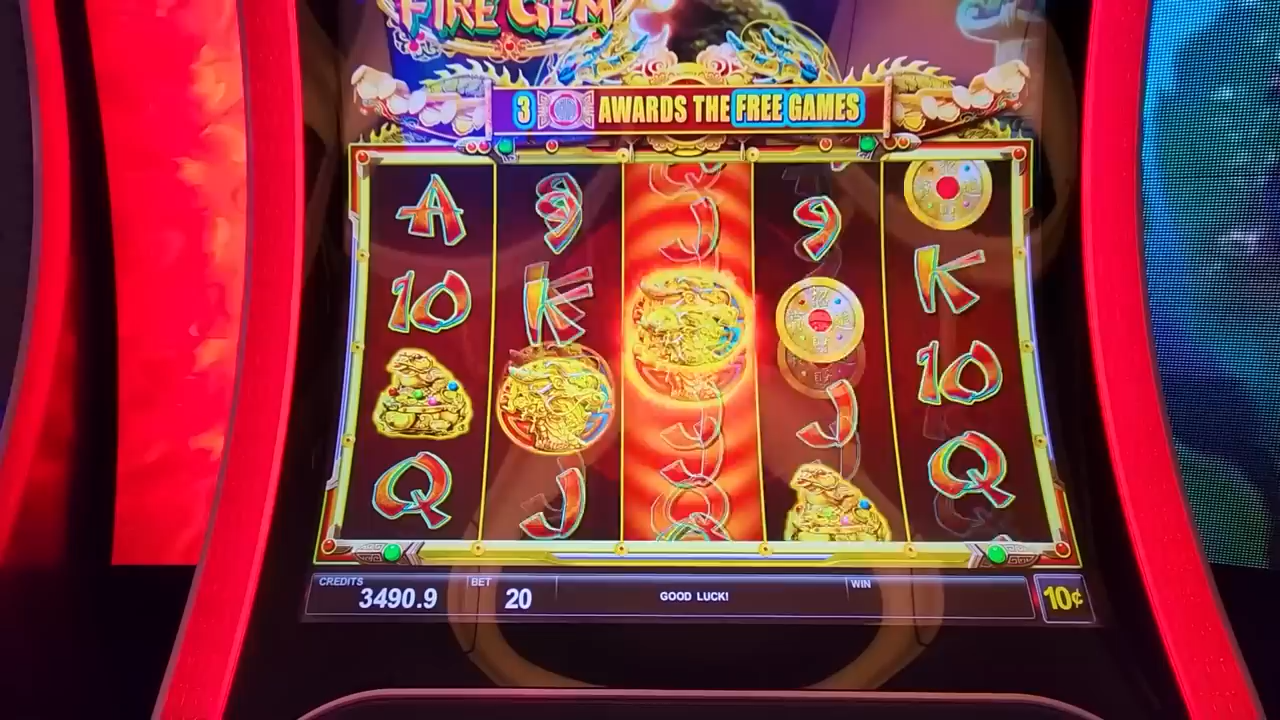 FIRE GEM
3 AWARDS THE FREE GAMES
A 9 J 9
10 K K
10
J J
Q J Q
CREDITS BET WIN
3490.9 20 GOOD LUCK! 10¢